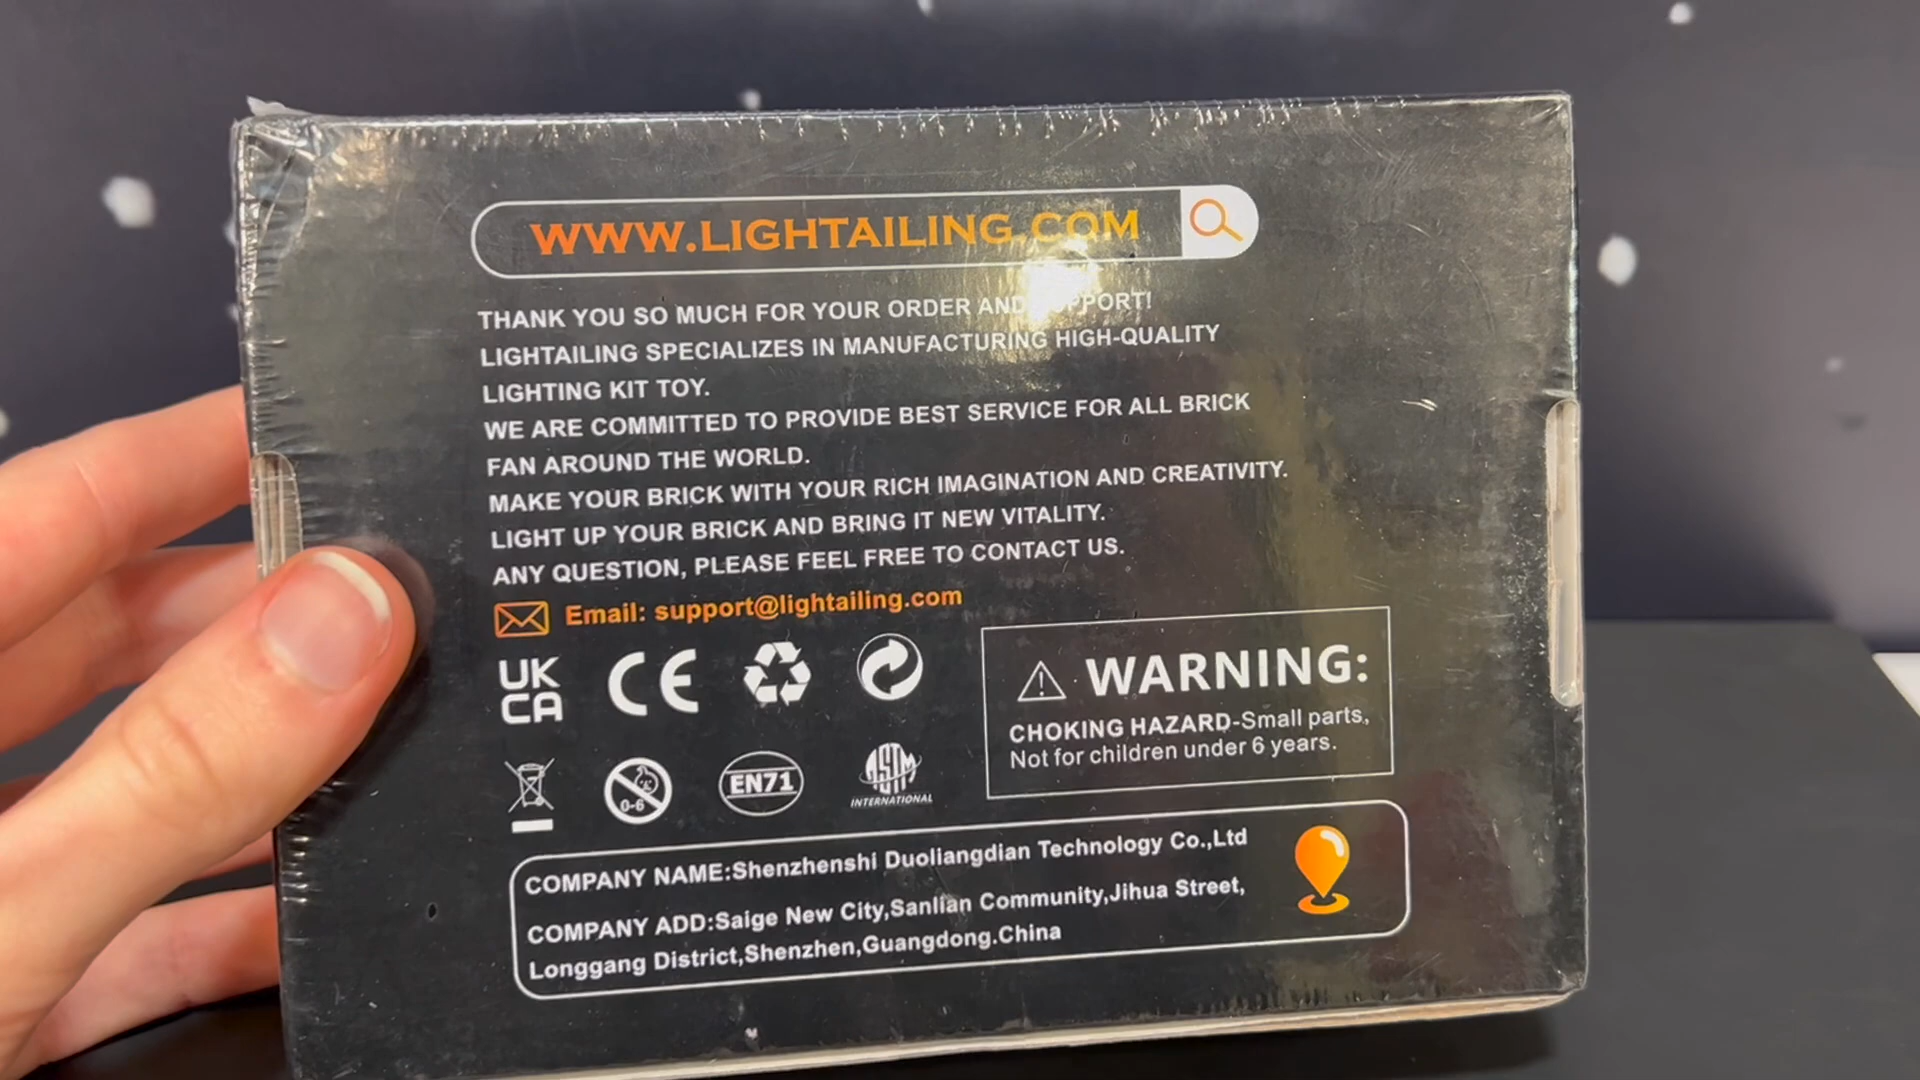 WWW.LIGHTAILING.COM
THANK YOU SO MUCH FOR YOUR ORDER AND SUPPORT!
LIGHTAILING SPECIALIZES IN MANUFACTURING HIGH-QUALITY
LIGHTING KIT TOY.
WE ARE COMMITTED TO PROVIDE BEST SERVICE FOR ALL BRICK
FAN AROUND THE WORLD.
MAKE YOUR BRICK WITH YOUR RICH IMAGINATION AND CREATIVITY.
LIGHT UP YOUR BRICK AND BRING IT NEW VITALITY.
ANY QUESTION, PLEASE FEEL FREE TO CONTACT US.
Email: support@lightailing.com
UK
CA
CE
0-6
EN71
ASTM
INTERNATIONAL
WARNING:
CHOKING HAZARD-Small parts,
Not for children under 6 years.
COMPANY NAME:Shenzhenshi Duoliangdian Technology Co.,Ltd
COMPANY ADD:Saige New City,Sanlian Community,Jihua Street,
Longgang District,Shenzhen,Guangdong.China